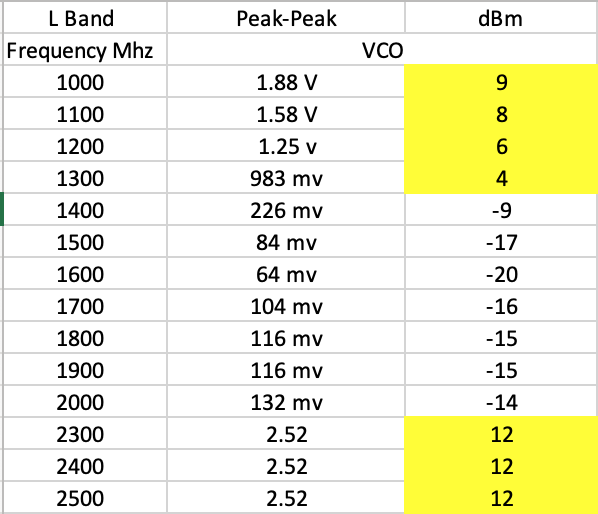 L Band Peak-Peak dBm
Frequency Mhz VCO
1000 1.88 V 9
1100 1.58 V 8
1200 1.25 v 6
1300 983 mv 4
1400 226 mv -9
1500 84 mv -17
1600 64 mv -20
1700 104 mv -16
1800 116 mv -15
1900 116 mv -15
2000 132 mv -14
2300 2.52 12
2400 2.52 12
2500 2.52 12